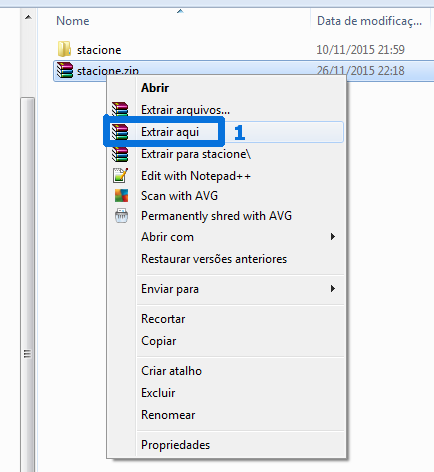 Nome Data de modificaç...
stacione 10/11/2015 21:59
stacione.zip 26/11/2015 22:18
Abrir
Extrair arquivos...
Extrair aqui 1
Extrair para stacione\
Edit with Notepad++
Scan with AVG
Permanently shred with AVG
Abrir com
Restaurar versões anteriores
Enviar para
Recortar
Copiar
Criar atalho
Excluir
Renomear
Propriedades